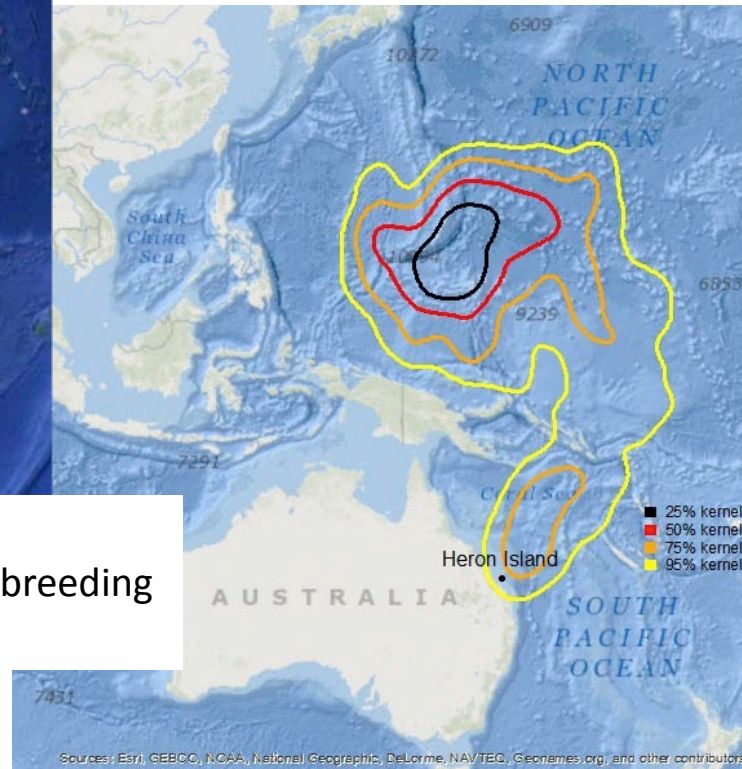 6909
10272
NORTH
PACIFIC
OCEAN
South
China
Sea
6853
9239
7291
Coral Sea
25% kernel
50% kernel
75% kernel
95% kernel
Heron Island
breeding
AUSTRALIA
SOUTH
PACIFIC
OCEAN
7431
Sources: Esri, GEBCO, NOAA, National Geographic, DeLorme, NAVTEQ, Geonames.org, and other contributors